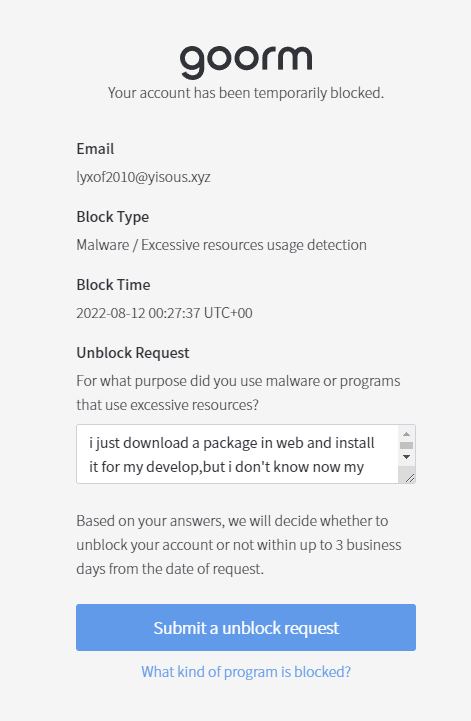 goorm
Your account has been temporarily blocked.
Email
lyxof2010@yisous.xyz
Block Type
Malware / Excessive resources usage detection
Block Time
2022-08-12 00:27:37 UTC+00
Unblock Request
For what purpose did you use malware or programs
that use excessive resources?
i just download a package in web and install
it for my develop,but i don't know now my
Based on your answers, we will decide whether to
unblock your account or not within up to 3 business
days from the date of request.
Submit a unblock request
What kind of program is blocked?